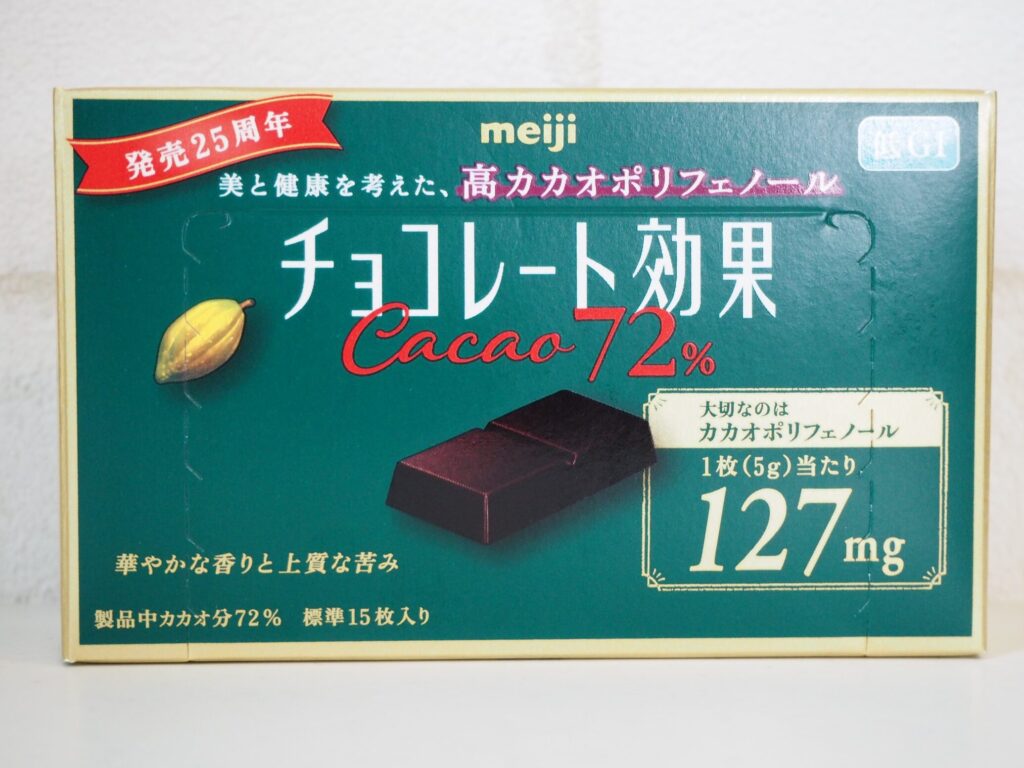 発売25周年
meiji
低GI
美と健康を考えた、高カカオポリフェノール
チョコレート効果
Cacao 72%
大切なのは
カカオポリフェノール
1枚(5g)当たり
127mg
華やかな香りと上質な苦み
製品中カカオ分72% 標準15枚入り